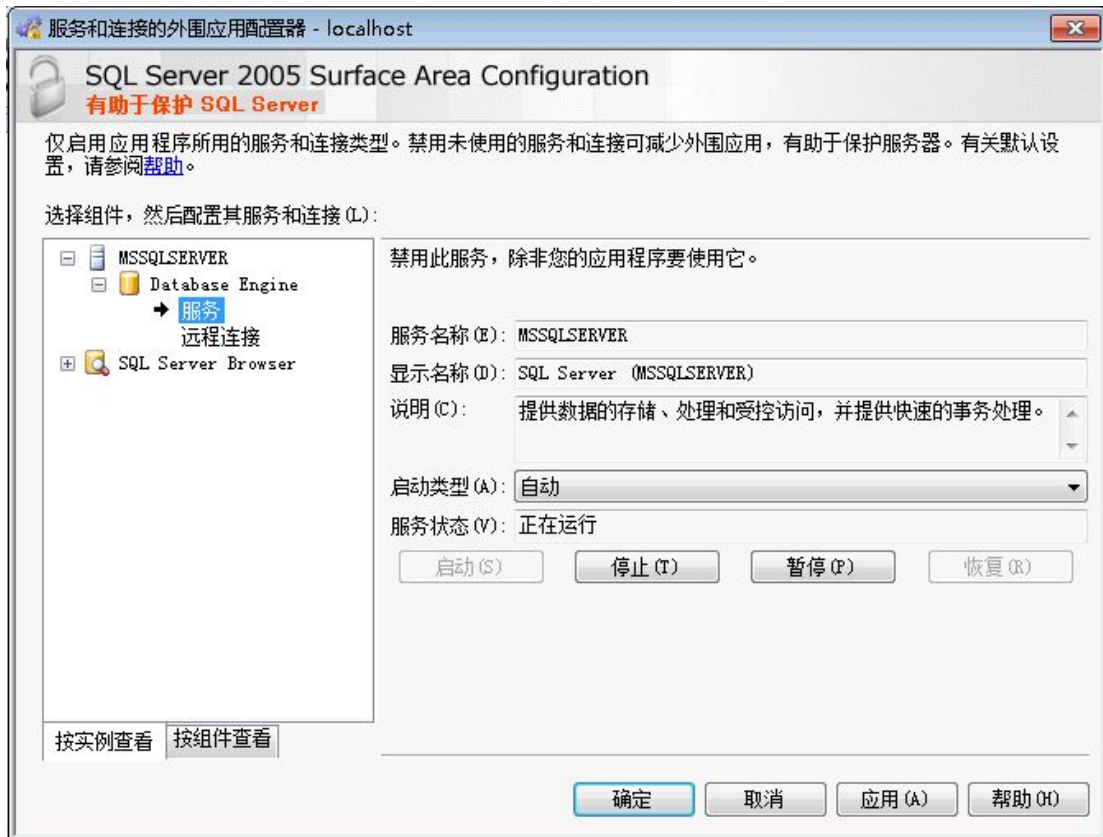 服务和连接的外围应用配置器 - localhost
SQL Server 2005 Surface Area Configuration
有助于保护 SQL Server
仅启用应用程序所用的服务和连接类型。禁用未使用的服务和连接可减少外围应用，有助于保护服务器。有关默认设
置，请参阅帮助。
选择组件，然后配置其服务和连接(L):
MSSQLSERVER
Database Engine
服务
远程连接
SQL Server Browser
按实例查看
按组件查看
禁用此服务，除非您的应用程序要使用它。
服务名称(E): MSSQLSERVER
显示名称(D): SQL Server (MSSQLSERVER)
说明(C): 提供数据的存储、处理和受控访问，并提供快速的事务处理。
启动类型(A): 自动
服务状态(V): 正在运行
启动(S) 停止(T) 暂停(P) 恢复(R)
确定 取消 应用(A) 帮助(H)